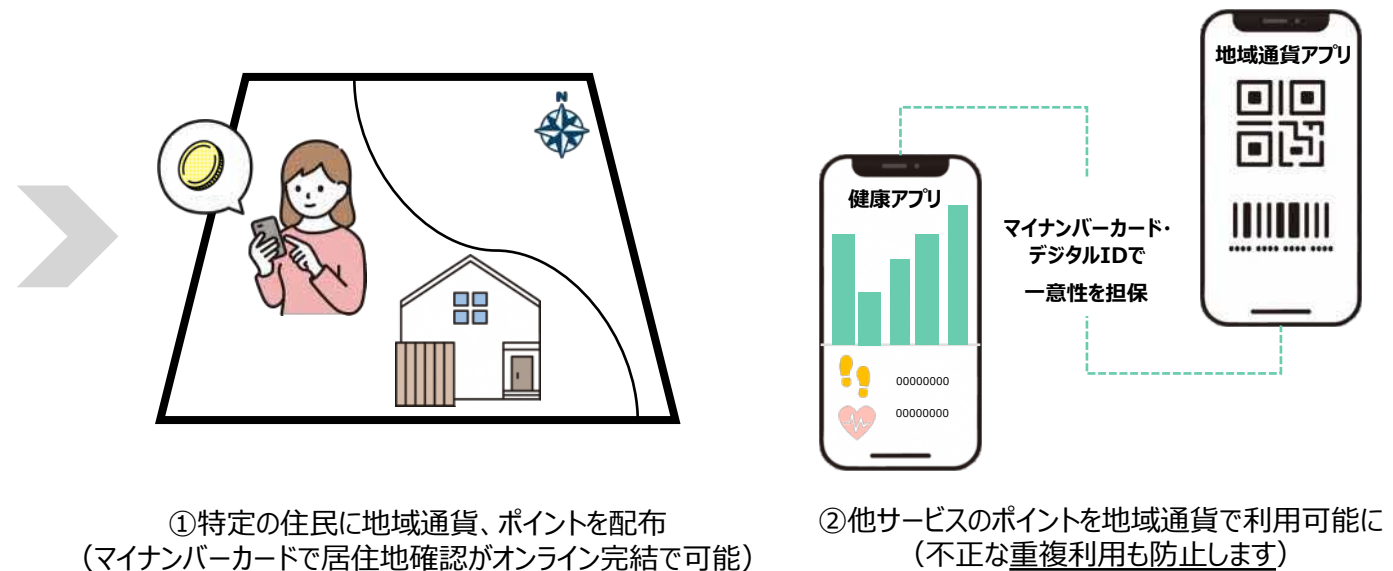 N
地域通貨アプリ
健康アプリ
マイナンバーカード・
デジタルIDで
一意性を担保
00000000
00000000
①特定の住民に地域通貨、ポイントを配布
（マイナンバーカードで居住地確認がオンライン完結で可能）
②他サービスのポイントを地域通貨で利用可能に
（不正な重複利用も防止します）